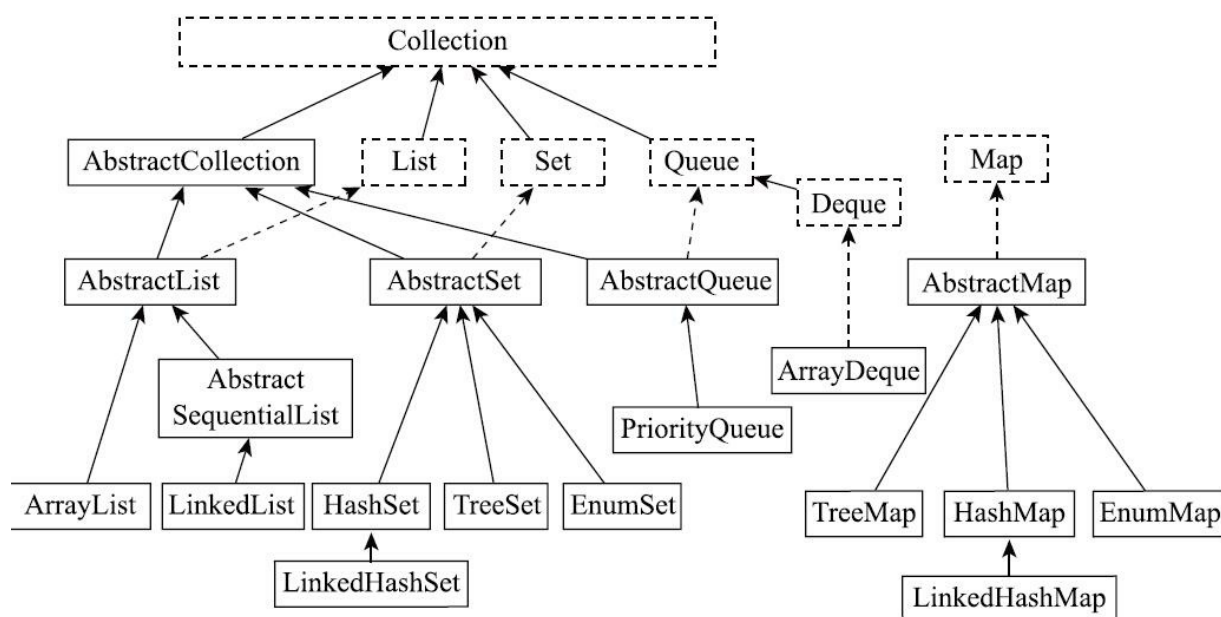 Collection
AbstractCollection
List
Set
Queue
Map
Deque
AbstractList
AbstractSet
AbstractQueue
AbstractMap
Abstract
SequentialList
ArrayDeque
PriorityQueue
ArrayList
LinkedList
HashSet
TreeSet
EnumSet
TreeMap
HashMap
EnumMap
LinkedHashSet
LinkedHashMap